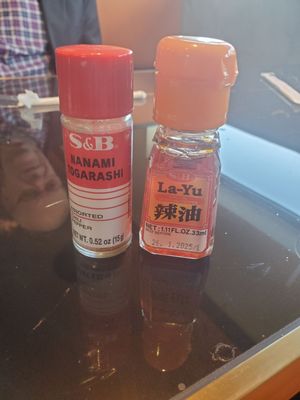 S&B
NANAMI
TOGARASHI
ASSORTED
CHILI
PEPPER
NET WT. 0.52 oz (15g)
S&B
La-Yu
辣油
NET:1.11FL.OZ.33ml
26. 1.2025